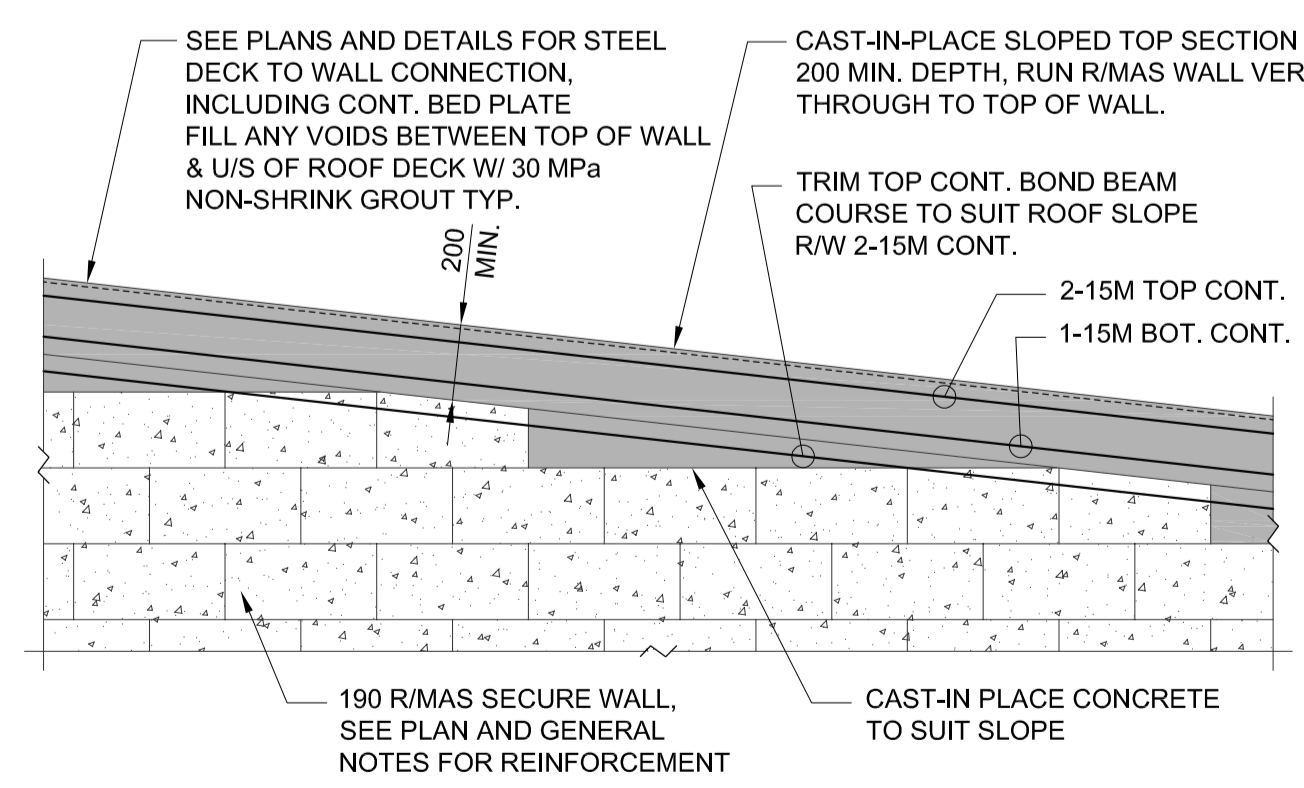 SEE PLANS AND DETAILS FOR STEEL
DECK TO WALL CONNECTION,
INCLUDING CONT. BED PLATE
FILL ANY VOIDS BETWEEN TOP OF WALL
& U/S OF ROOF DECK W/ 30 MPa
NON-SHRINK GROUT TYP.
200
MIN.
CAST-IN-PLACE SLOPED TOP SECTION
200 MIN. DEPTH, RUN R/MAS WALL VER
THROUGH TO TOP OF WALL.
TRIM TOP CONT. BOND BEAM
COURSE TO SUIT ROOF SLOPE
R/W 2-15M CONT.
2-15M TOP CONT.
1-15M BOT. CONT.
190 R/MAS SECURE WALL,
SEE PLAN AND GENERAL
NOTES FOR REINFORCEMENT
CAST-IN PLACE CONCRETE
TO SUIT SLOPE